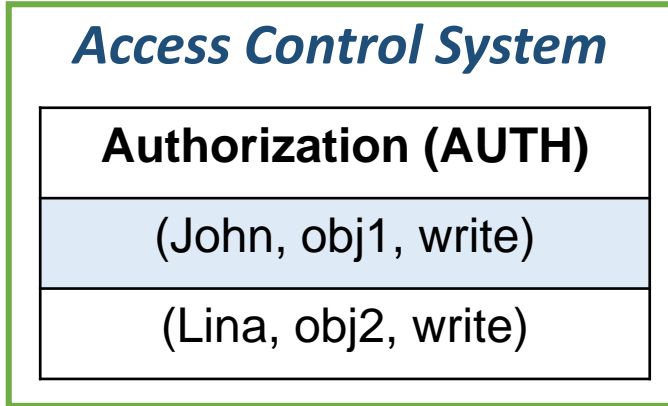 Access Control System
Authorization (AUTH)
(John, obj1, write)
(Lina, obj2, write)